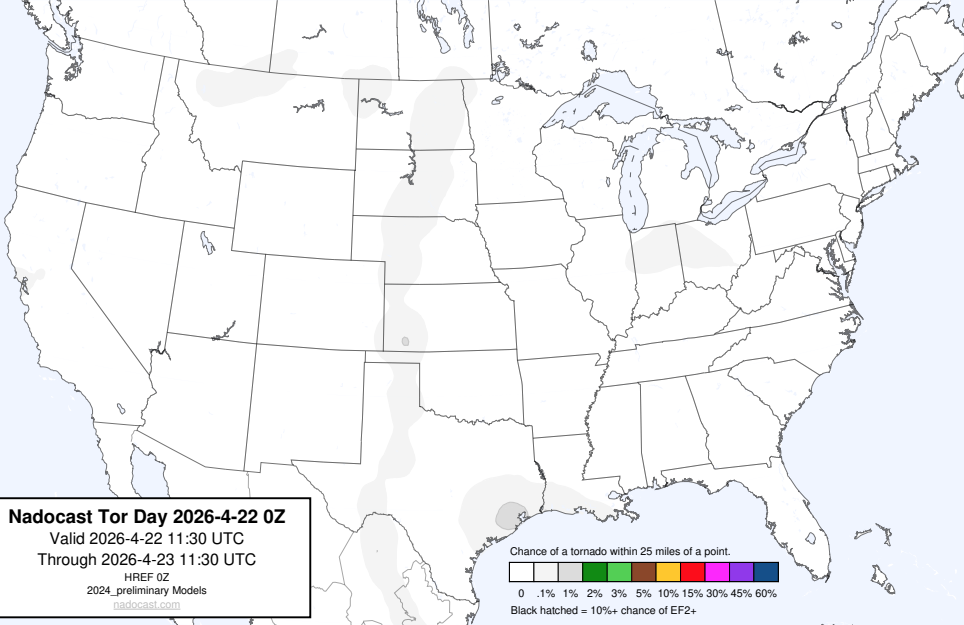 Nadocast Tor Day 2026-4-22 0Z
Valid 2026-4-22 11:30 UTC
Through 2026-4-23 11:30 UTC
HREF 0Z
2024_preliminary Models
nadocast.com
Chance of a tornado within 25 miles of a point.
0 .1% 1% 2% 3% 5% 10% 15% 30% 45% 60%
Black hatched = 10%+ chance of EF2+